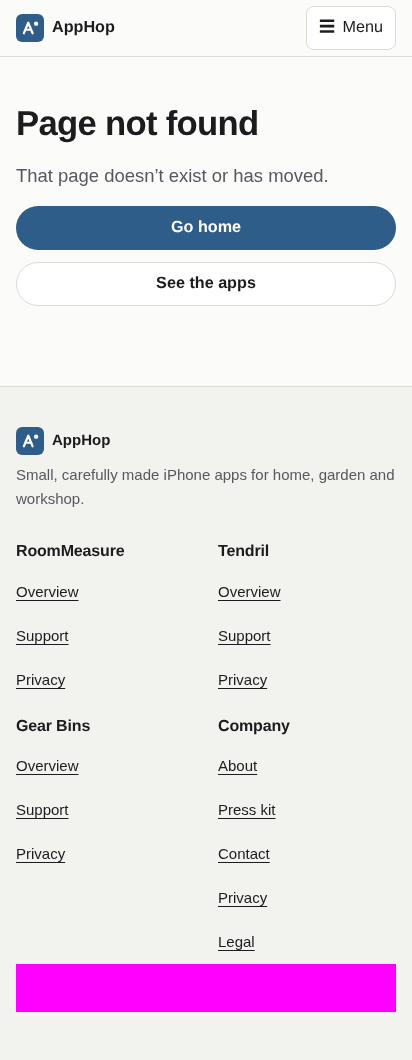 AppHop
☰ Menu
Page not found
That page doesn’t exist or has moved.
Go home
See the apps
AppHop
Small, carefully made iPhone apps for home, garden and
workshop.
RoomMeasure
Overview
Support
Privacy
Tendril
Overview
Support
Privacy
Gear Bins
Overview
Support
Privacy
Company
About
Press kit
Contact
Privacy
Legal